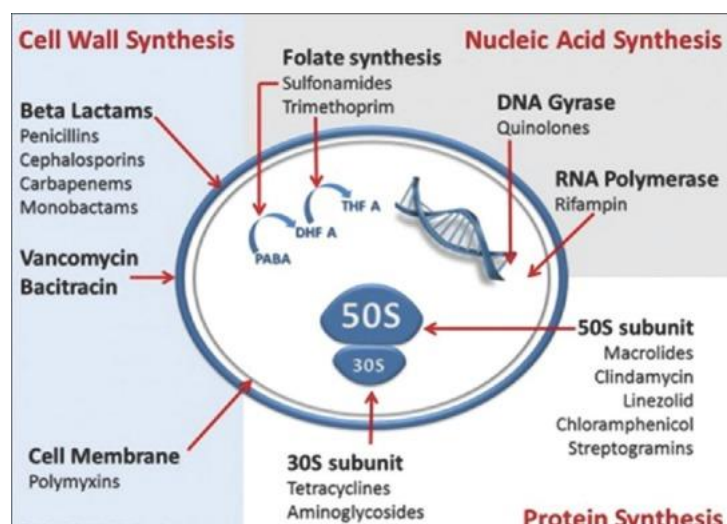 Cell Wall Synthesis
Nucleic Acid Synthesis
Folate synthesis
Sulfonamides
Trimethoprim
Beta Lactams
Penicillins
Cephalosporins
Carbapenems
Monobactams
DNA Gyrase
Quinolones
RNA Polymerase
Rifampin
THF A
DHF A
PABA
Vancomycin
Bacitracin
50S
30S
50S subunit
Macrolides
Clindamycin
Linezolid
Chloramphenicol
Streptogramins
Cell Membrane
Polymyxins
30S subunit
Tetracyclines
Aminoglycosides
Protein Synthesis